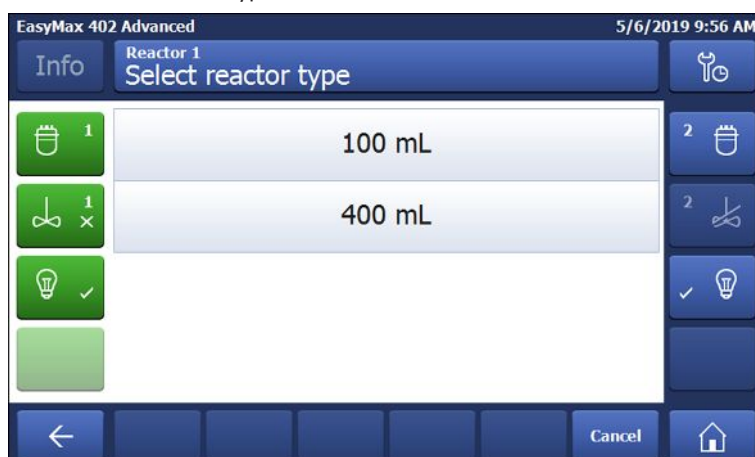 EasyMax 402 Advanced
5/6/2019 9:56 AM
Info
Reactor 1
Select reactor type
1
100 mL
2
1
400 mL
2
Cancel